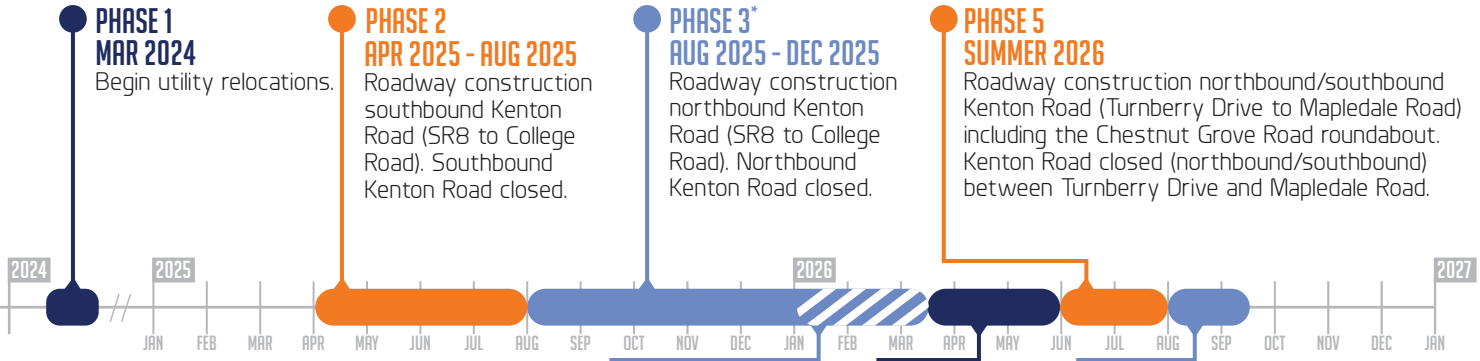 PHASE 1
MAR 2024
Begin utility relocations.
PHASE 2
APR 2025 - AUG 2025
Roadway construction
southbound Kenton
Road (SR8 to College
Road). Southbound
Kenton Road closed.
PHASE 3*
AUG 2025 - DEC 2025
Roadway construction
northbound Kenton
Road (SR8 to College
Road). Northbound
Kenton Road closed.
PHASE 5
SUMMER 2026
Roadway construction northbound/southbound
Kenton Road (Turnberry Drive to Mapledale Road)
including the Chestnut Grove Road roundabout.
Kenton Road closed (northbound/southbound)
between Turnberry Drive and Mapledale Road.
2024 2025 2026 2027
JAN FEB MAR APR MAY JUN JUL AUG SEP OCT NOV DEC JAN FEB MAR APR MAY JUN JUL AUG SEP OCT NOV DEC JAN